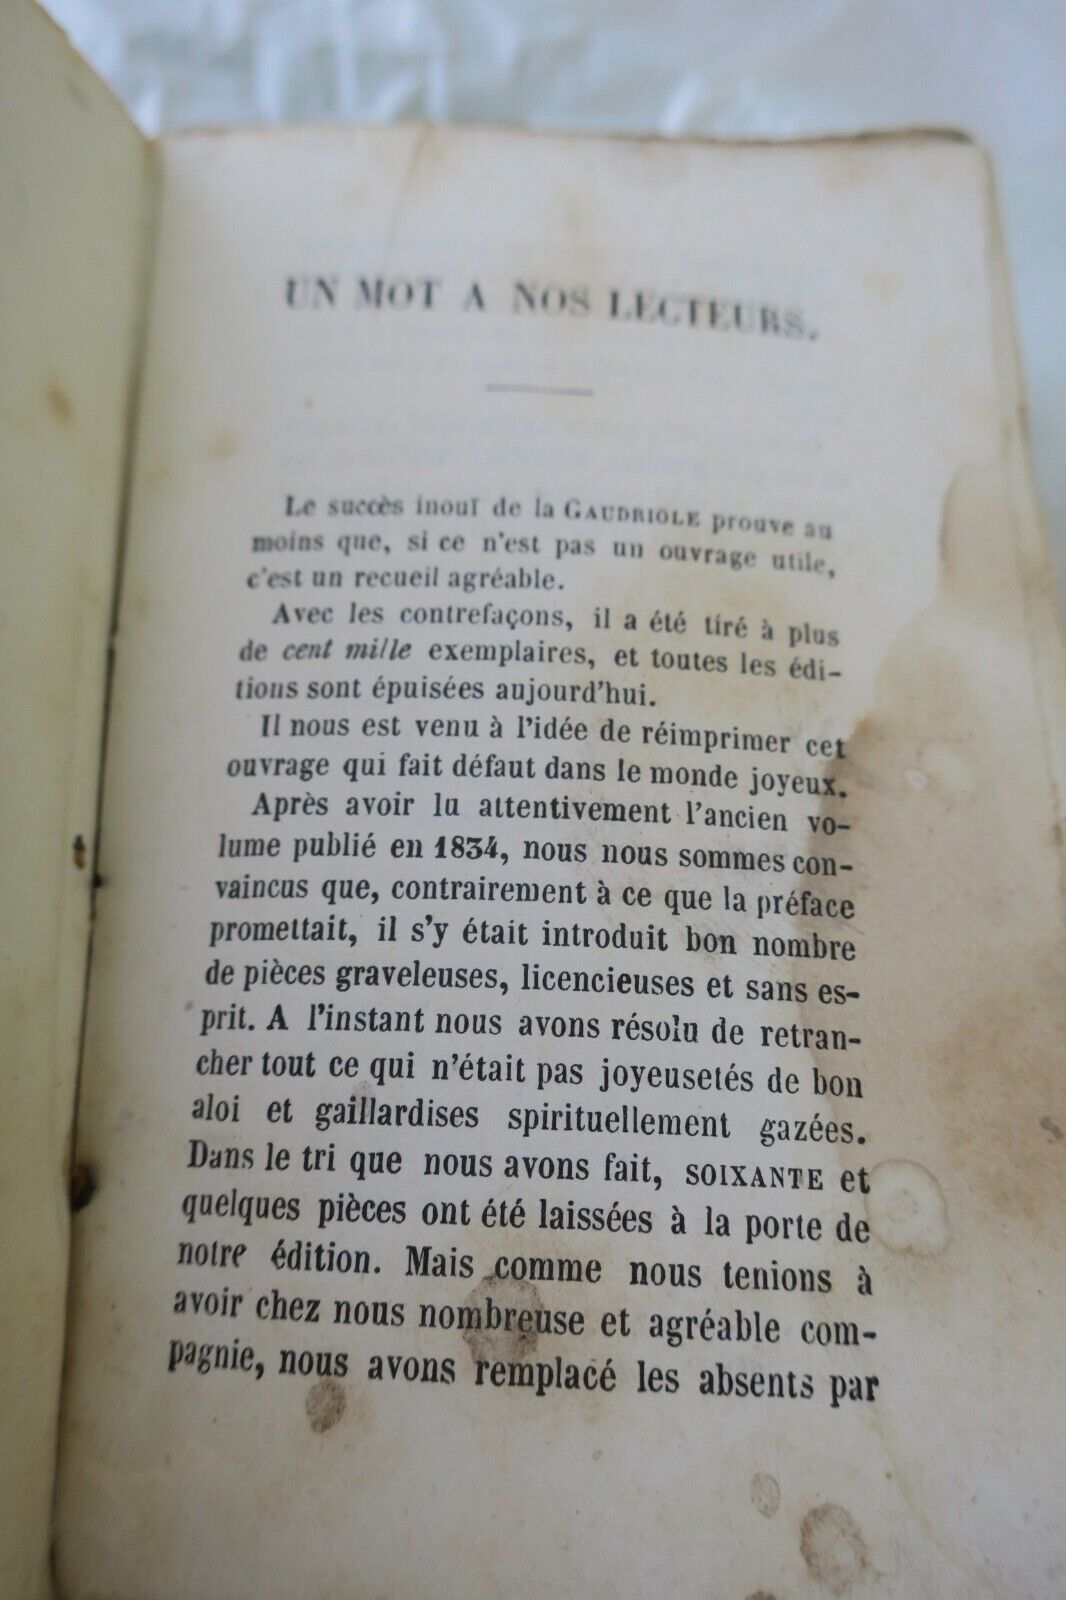 UN MOT A NOS LECTEURS.
Le succès inouï de la GAUDRIOLE prouve au
moins que, si ce n'est pas un ouvrage utile,
c'est un recueil agréable.
Avec les contrefaçons, il a été tiré à plus
de cent mille exemplaires, et toutes les édi-
tions sont épuisées aujourd'hui.
Il nous est venu à l'idée de réimprimer cet
ouvrage qui fait défaut dans le monde joyeux.
Après avoir lu attentivement l'ancien vo-
lume publié en 1834, nous nous sommes con-
vaincus que, contrairement à ce que la préface
promettait, il s'y était introduit bon nombre
de pièces graveleuses, licencieuses et sans es-
prit. A l'instant nous avons résolu de retran-
cher tout ce qui n'était pas joyeusetés de bon
aloi et gaillardises spirituellement gazées.
Dans le tri que nous avons fait, SOIXANTE et
quelques pièces ont été laissées à la porte de
notre édition. Mais comme nous tenions à
avoir chez nous nombreuse et agréable com-
pagnie, nous avons remplacé les absents par